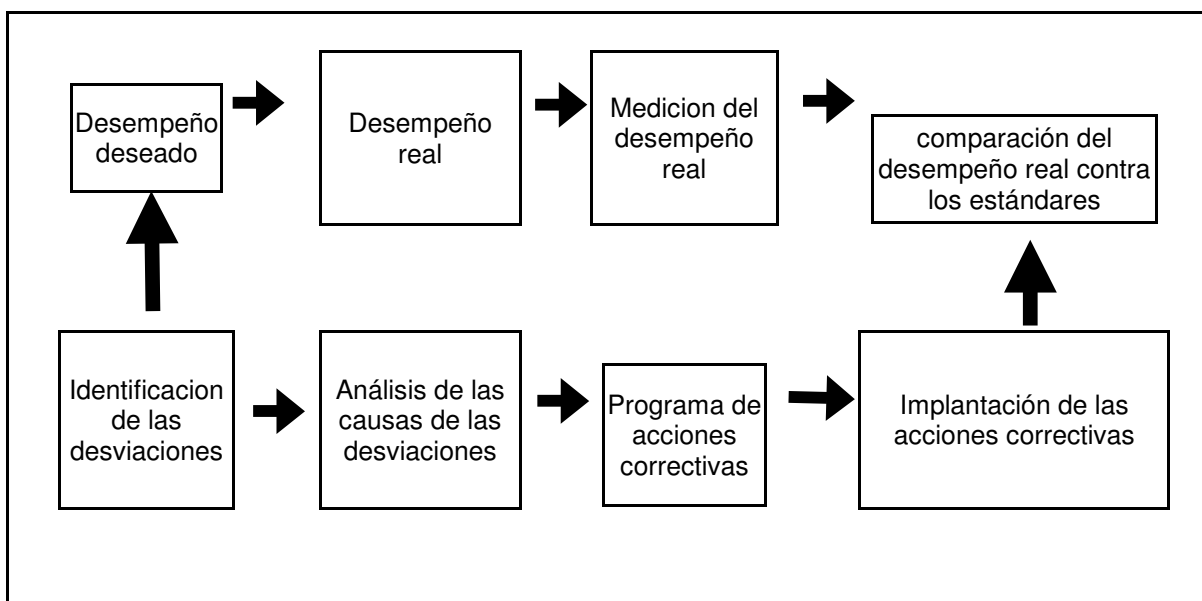 Desempeño
deseado
Desempeño
real
Medicion del
desempeño
real
comparación del
desempeño real contra
los estándares
Identificacion
de las
desviaciones
Análisis de las
causas de las
desviaciones
Programa de
acciones
correctivas
Implantación de las
acciones correctivas